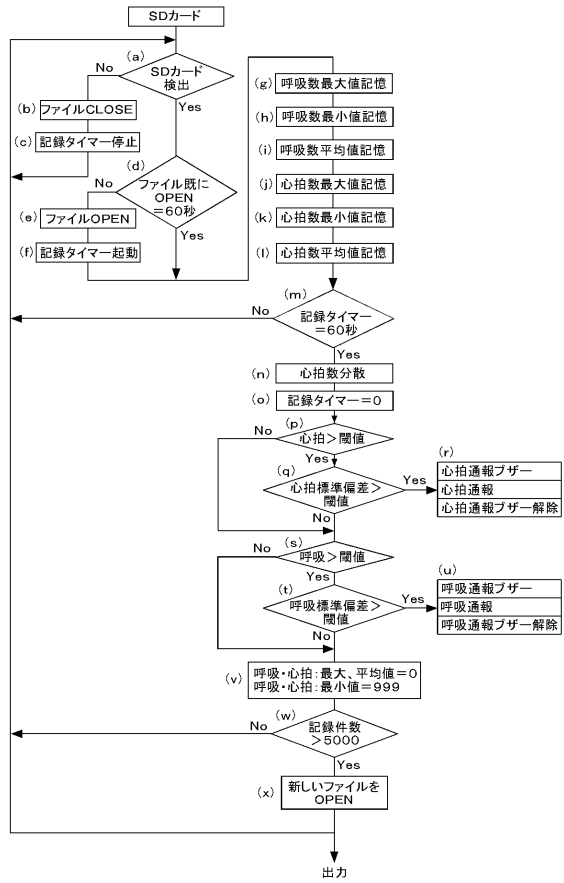 SDカード
(a)
SDカード
検出
No
Yes
(b)
ファイルCLOSE
(c)
記録タイマー停止
(d)
ファイル既に
OPEN
=60秒
No
Yes
(e)
ファイルOPEN
(f)
記録タイマー起動
(g)
呼吸数最大値記憶
(h)
呼吸数最小値記憶
(i)
呼吸数平均値記憶
(j)
心拍数最大値記憶
(k)
心拍数最小値記憶
(l)
心拍数平均値記憶
(m)
記録タイマー
=60秒
No
Yes
(n)
心拍数分散
(o)
記録タイマー=0
(p)
心拍>閾値
No
Yes
(q)
心拍標準偏差>
閾値
Yes
No
(r)
心拍通報ブザー
心拍通報
心拍通報ブザー解除
(s)
呼吸>閾値
No
Yes
(t)
呼吸標準偏差>
閾値
Yes
No
(u)
呼吸通報ブザー
呼吸通報
呼吸通報ブザー解除
(v)
呼吸・心拍:最大、平均値=0
呼吸・心拍:最小値=999
(w)
記録件数
>5000
No
Yes
(x)
新しいファイルを
OPEN
出力